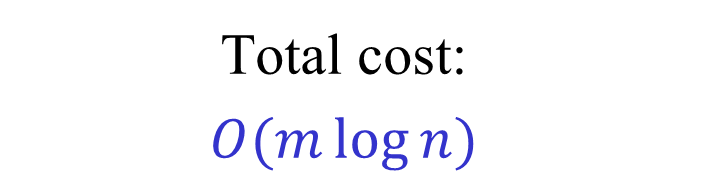 Total cost:
𝑂(𝑚 log 𝑛)